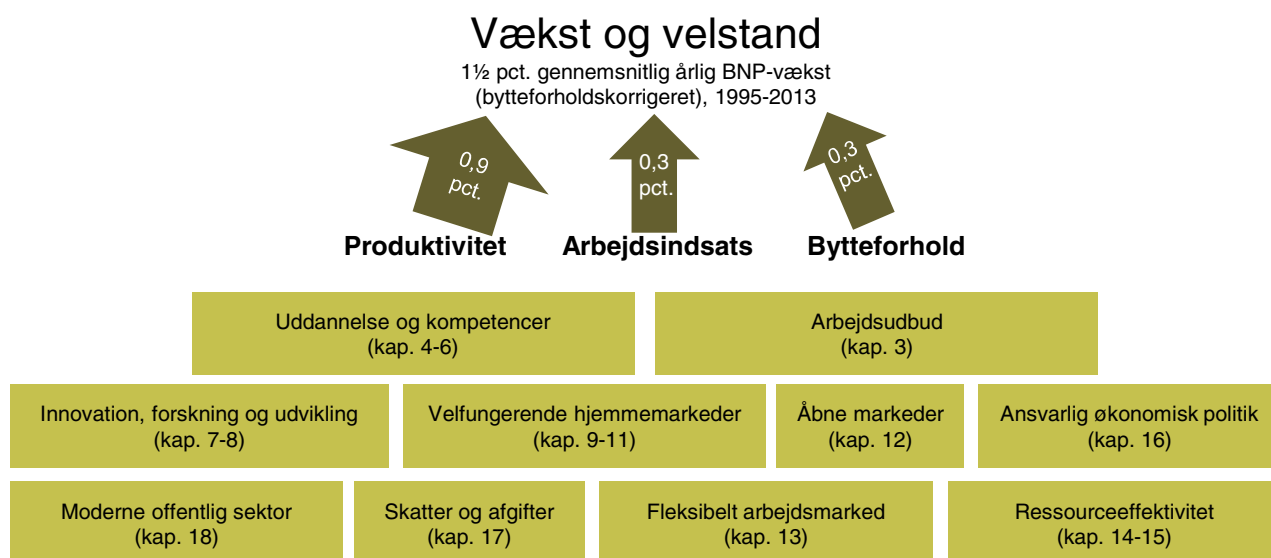 Vækst og velstand
1½ pct. gennemsnitlig årlig BNP-vækst
(bytteforholdskorrigeret), 1995-2013
0,9
pct.
0,3
pct.
0,3
pct.
Produktivitet
Arbejdsindsats
Bytteforhold
Uddannelse og kompetencer
(kap. 4-6)
Arbejdsudbud
(kap. 3)
Innovation, forskning og udvikling
(kap. 7-8)
Velfungerende hjemmemarkeder
(kap. 9-11)
Åbne markeder
(kap. 12)
Ansvarlig økonomisk politik
(kap. 16)
Moderne offentlig sektor
(kap. 18)
Skatter og afgifter
(kap. 17)
Fleksibelt arbejdsmarked
(kap. 13)
Ressourceeffektivitet
(kap. 14-15)